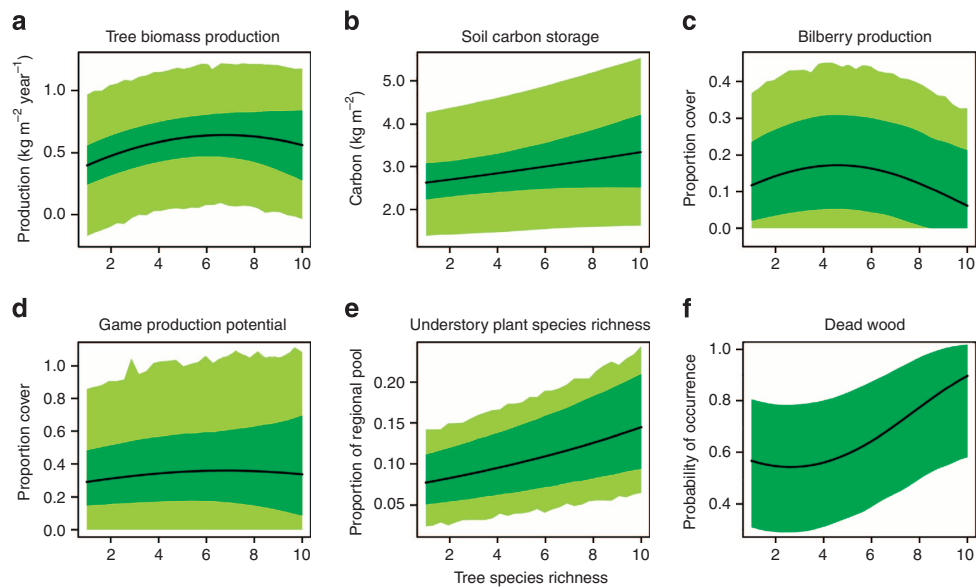 a
Tree biomass production
Production (kg m⁻² year⁻¹)
1.0
0.5
0.0
2 4 6 8 10
b
Soil carbon storage
Carbon (kg m⁻²)
5.0
4.0
3.0
2.0
2 4 6 8 10
c
Bilberry production
Proportion cover
0.4
0.3
0.2
0.1
0.0
2 4 6 8 10
d
Game production potential
Proportion cover
1.0
0.8
0.6
0.4
0.2
0.0
2 4 6 8 10
e
Understory plant species richness
Proportion of regional pool
0.20
0.15
0.10
0.05
2 4 6 8 10
Tree species richness
f
Dead wood
Probability of occurrence
1.0
0.8
0.6
0.4
2 4 6 8 10